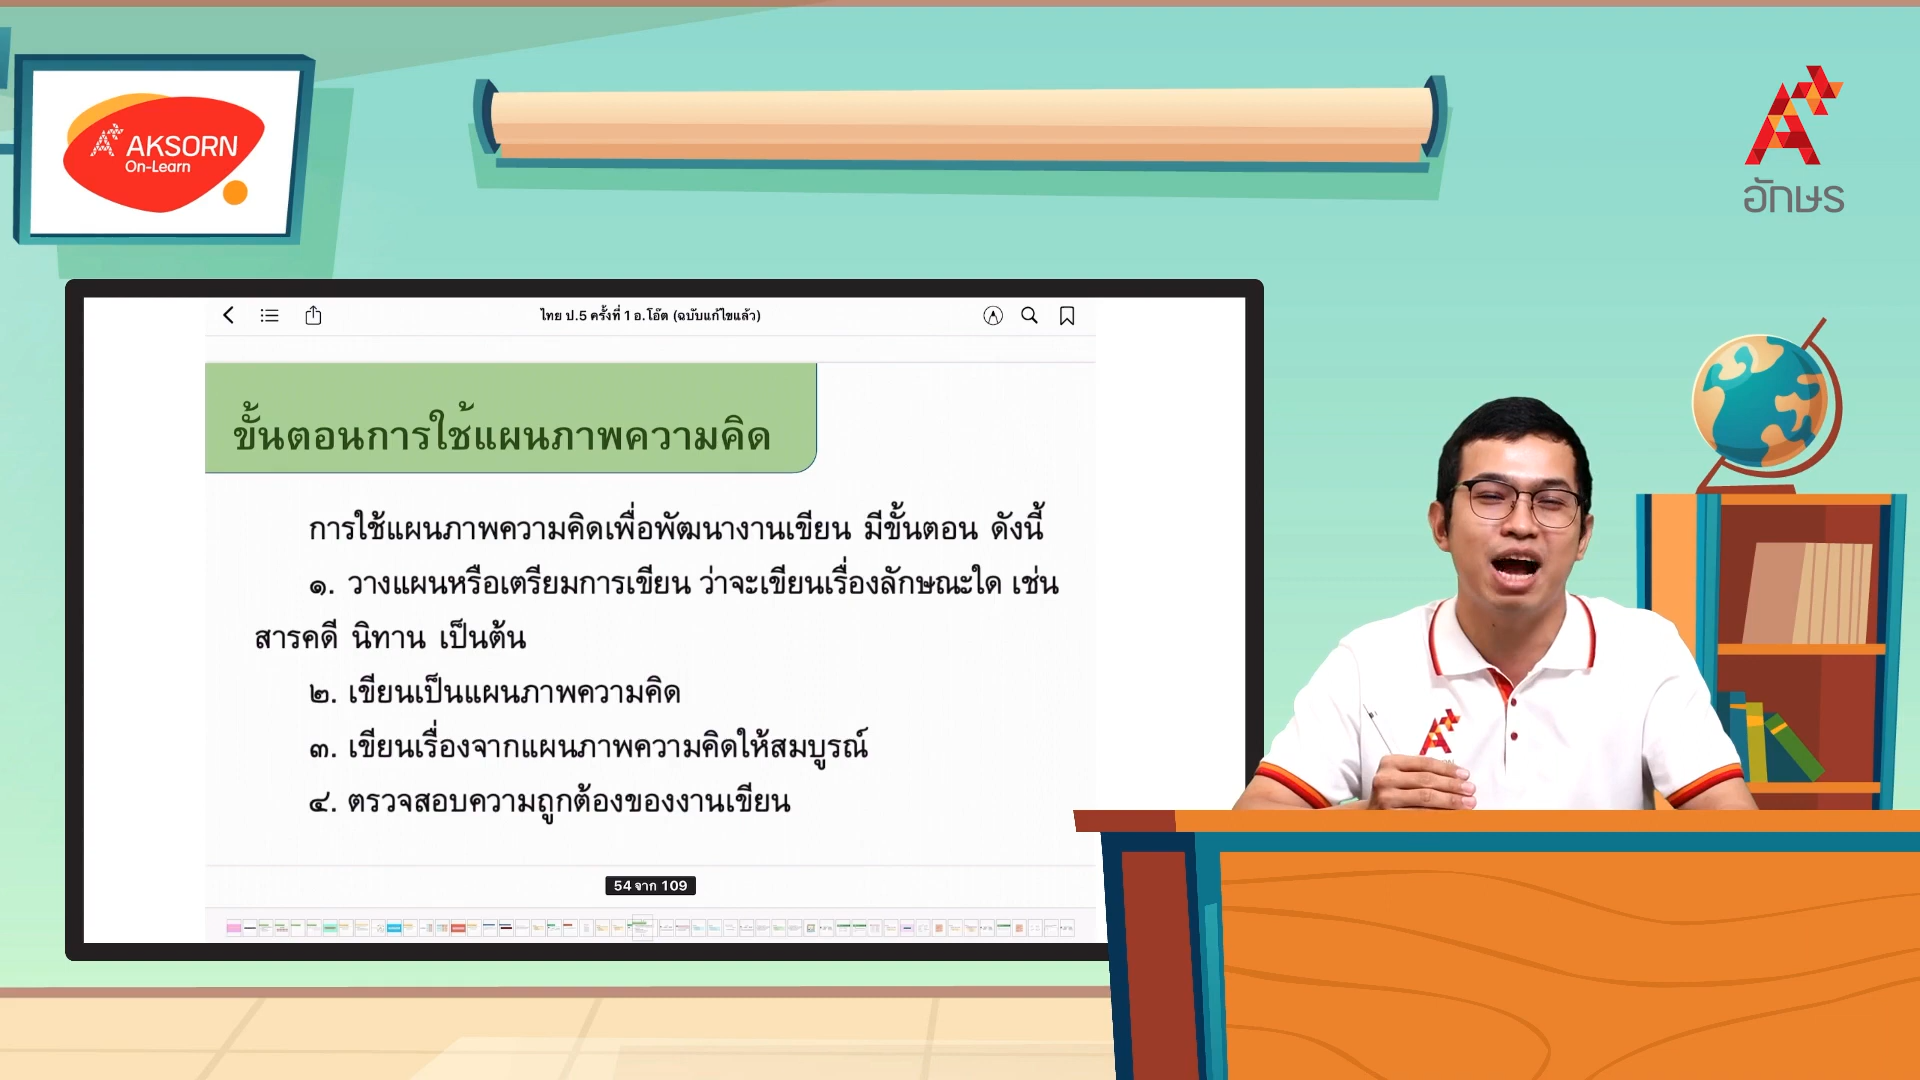 AKSORN
On-Learn
อักษร
ไทย ป.5 ครั้งที่ 1 อ.โอ๊ต (ฉบับแก้ไขแล้ว)
ขั้นตอนการใช้แผนภาพความคิด
การใช้แผนภาพความคิดเพื่อพัฒนางานเขียน มีขั้นตอน ดังนี้
๑. วางแผนหรือเตรียมการเขียน ว่าจะเขียนเรื่องลักษณะใด เช่น
สารคดี นิทาน เป็นต้น
๒. เขียนเป็นแผนภาพความคิด
๓. เขียนเรื่องจากแผนภาพความคิดให้สมบูรณ์
๔. ตรวจสอบความถูกต้องของงานเขียน
54 จาก 109